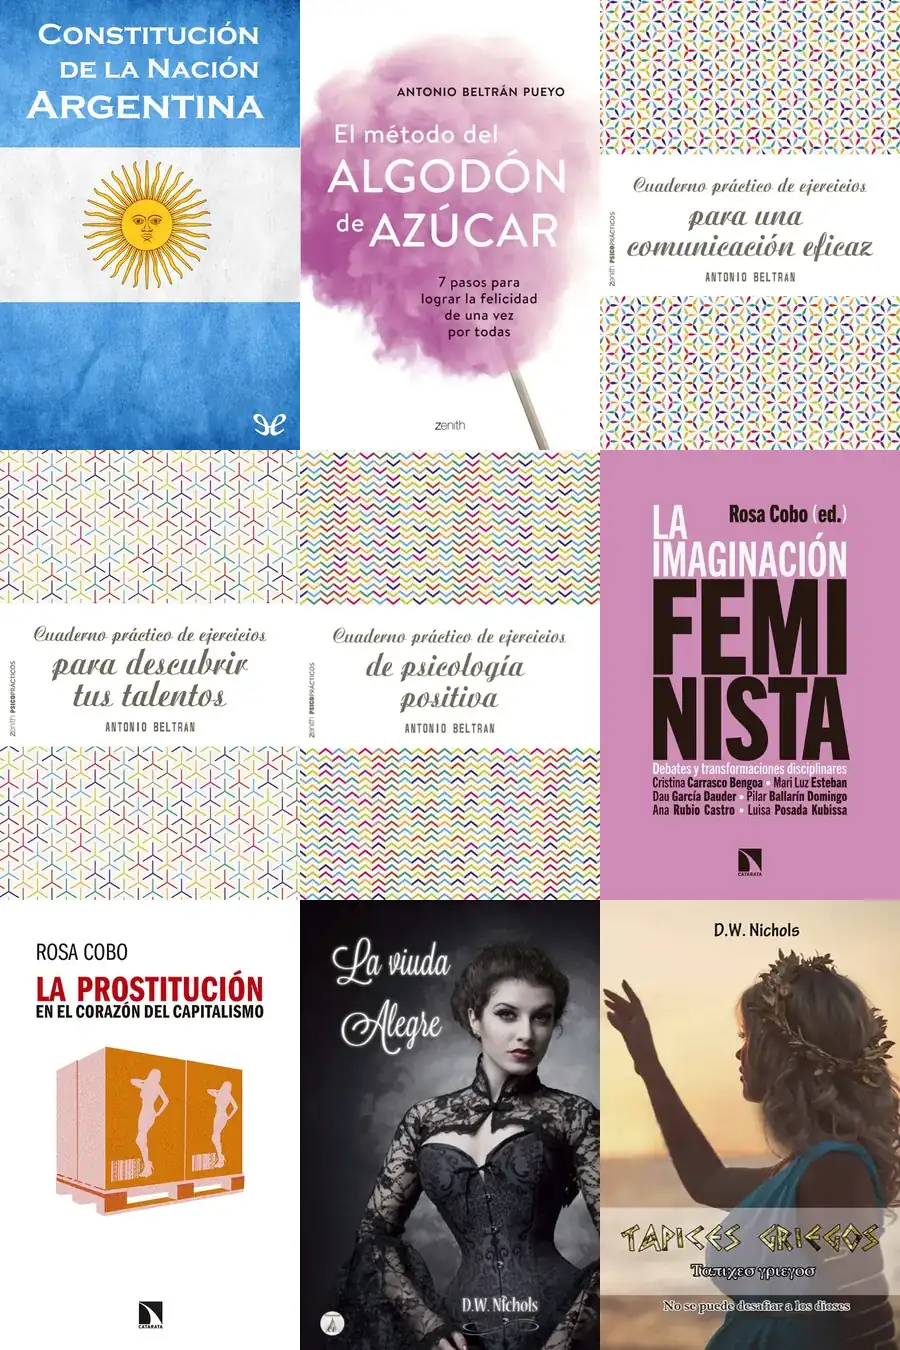 CONSTITUCIÓN
DE LA NACIÓN
ARGENTINA
ANTONIO BELTRÁN PUEYO
El método del
ALGODÓN
de AZÚCAR
7 pasos para
lograr la felicidad
de una vez
por todas
zenith
Cuaderno práctico de ejercicios
para una
comunicación eficaz
ANTONIO BELTRAN
zenith PSICOPRÁCTICOS
Cuaderno práctico de ejercicios
para descubrir
tus talentos
ANTONIO BELTRAN
zenith PSICOPRÁCTICOS
Cuaderno práctico de ejercicios
de psicología
positiva
ANTONIO BELTRAN
zenith PSICOPRÁCTICOS
Rosa Cobo (ed.)
LA
IMAGINACIÓN
FEMI
NISTA
Debates y transformaciones disciplinares
Cristina Carrasco Bengoa • Mari Luz Esteban
Dau García Dauder • Pilar Ballarín Domingo
Ana Rubio Castro • Luisa Posada Kubissa
CATARATA
ROSA COBO
LA PROSTITUCIÓN
EN EL CORAZÓN DEL CAPITALISMO
CATARATA
La viuda
Alegre
D.W. Nichols
D.W. Nichols
TAPICES GRIEGOS
Ταπιχεσ γριεγοσ
No se puede desafiar a los dioses